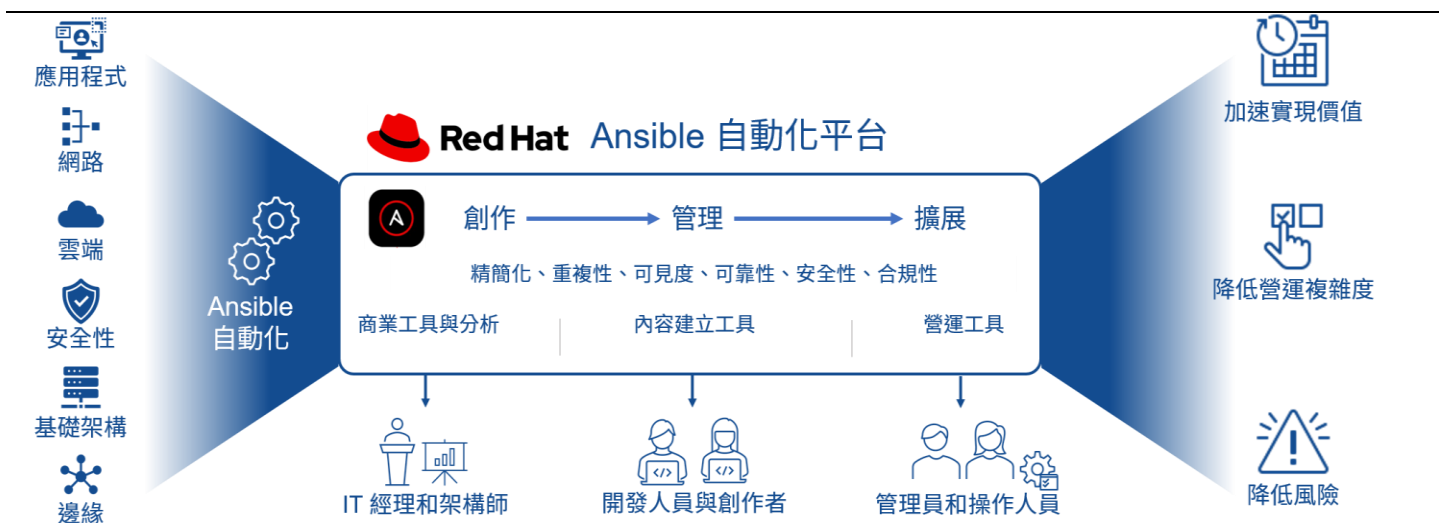 應用程式
網路
雲端
安全性
基礎架構
邊緣
Ansible
自動化
Red Hat Ansible 自動化平台
創作 管理 擴展
精簡化、重複性、可見度、可靠性、安全性、合規性
商業工具與分析 內容建立工具 營運工具
IT 經理和架構師
開發人員與創作者
管理員和操作人員
加速實現價值
降低營運複雜度
降低風險